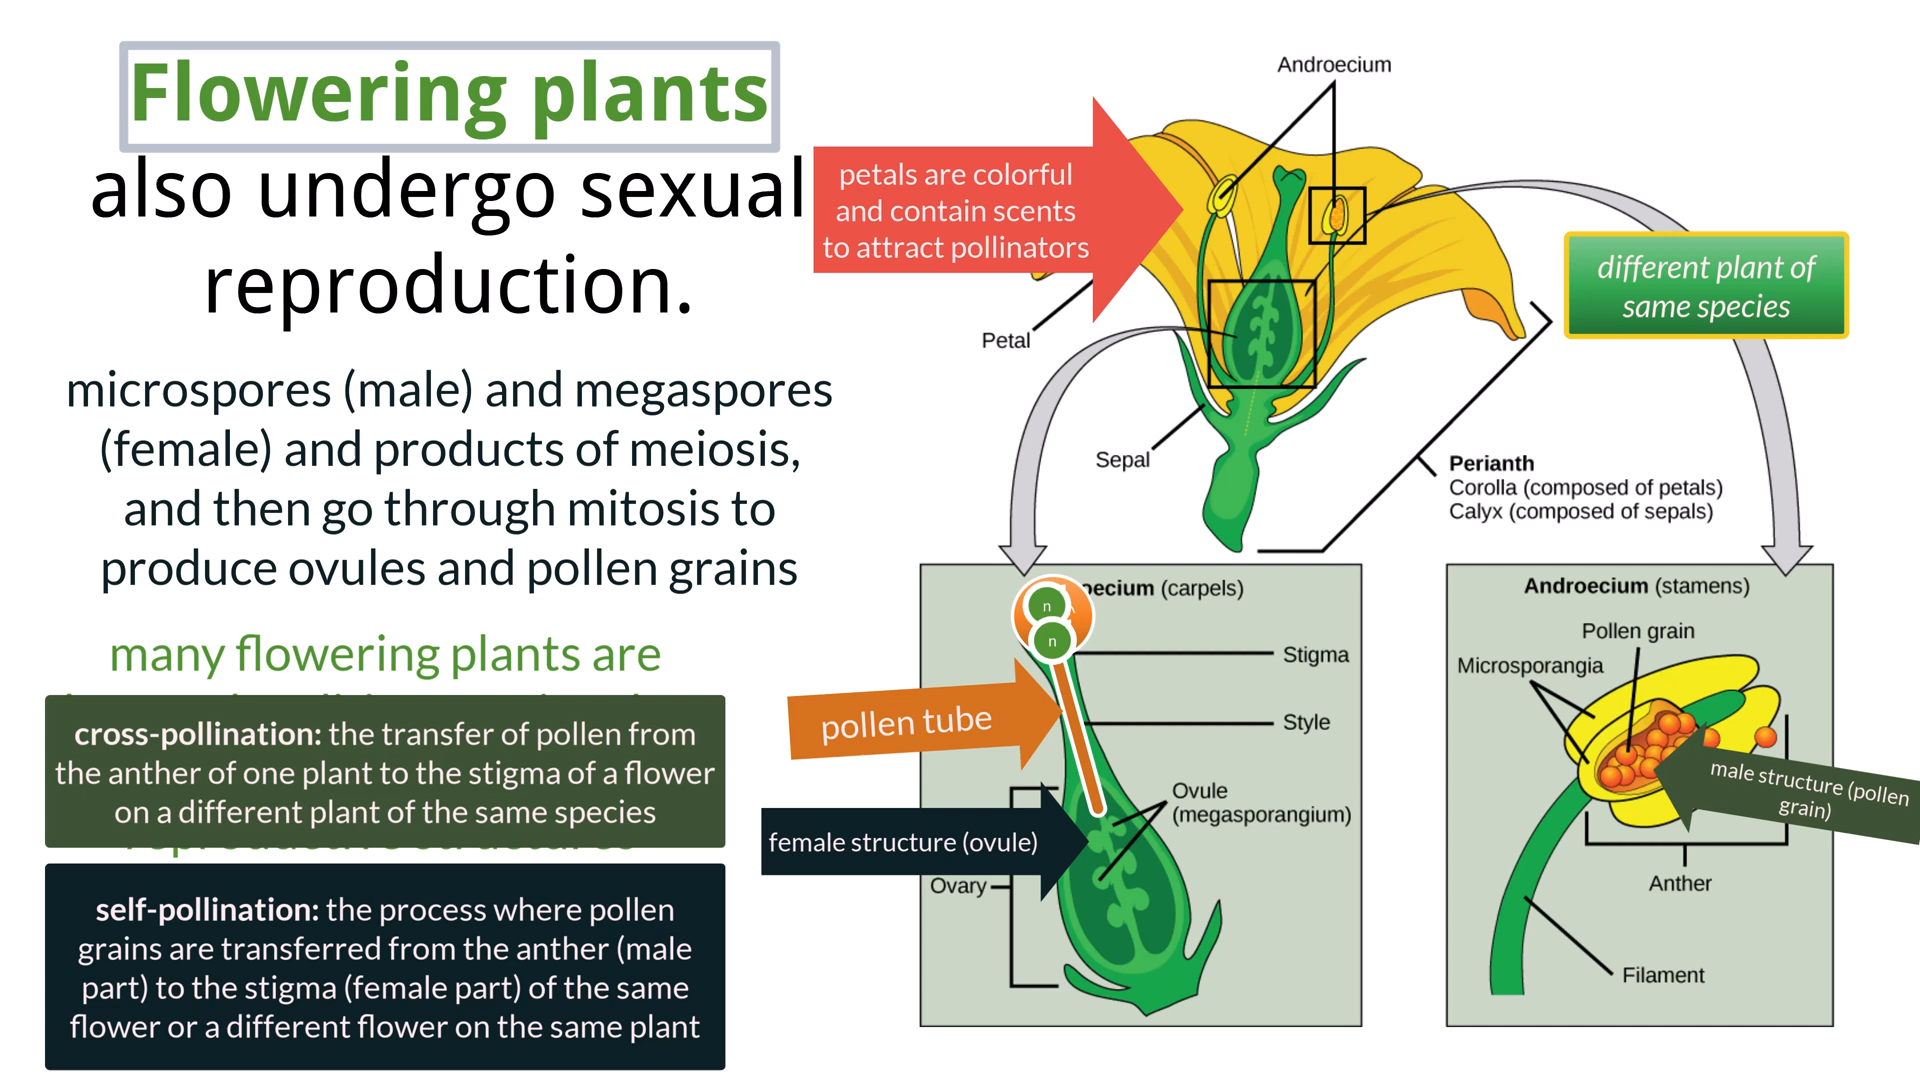 Flowering plants
also undergo sexual
reproduction.
microspores (male) and megaspores
(female) and products of meiosis,
and then go through mitosis to
produce ovules and pollen grains
many flowering plants are
cross-pollination: the transfer of pollen from
the anther of one plant to the stigma of a flower
on a different plant of the same species
self-pollination: the process where pollen
grains are transferred from the anther (male
part) to the stigma (female part) of the same
flower or a different flower on the same plant
Androecium
petals are colorful
and contain scents
to attract pollinators
different plant of
same species
Petal
Sepal
Perianth
Corolla (composed of petals)
Calyx (composed of sepals)
(carpels)
n
n
Stigma
pollen tube
Style
Ovule
(megasporangium)
female structure (ovule)
Ovary
Androecium (stamens)
Pollen grain
Microsporangia
male structure (pollen
grain)
Anther
Filament